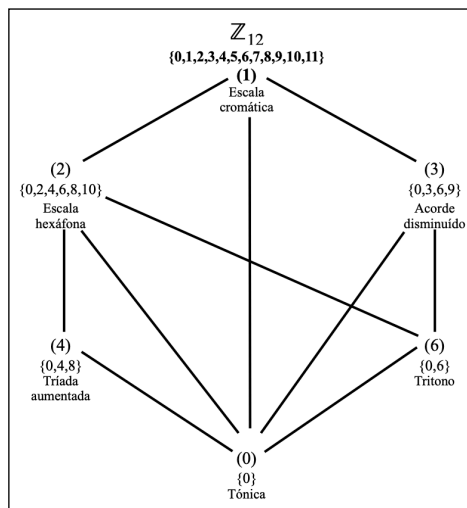 ℤ₁₂
{0,1,2,3,4,5,6,7,8,9,10,11}
(1)
Escala
cromática
(2)
{0,2,4,6,8,10}
Escala
hexáfona
(3)
{0,3,6,9}
Acorde
disminuído
(4)
{0,4,8}
Tríada
aumentada
(6)
{0,6}
Tritono
(0)
{0}
Tónica